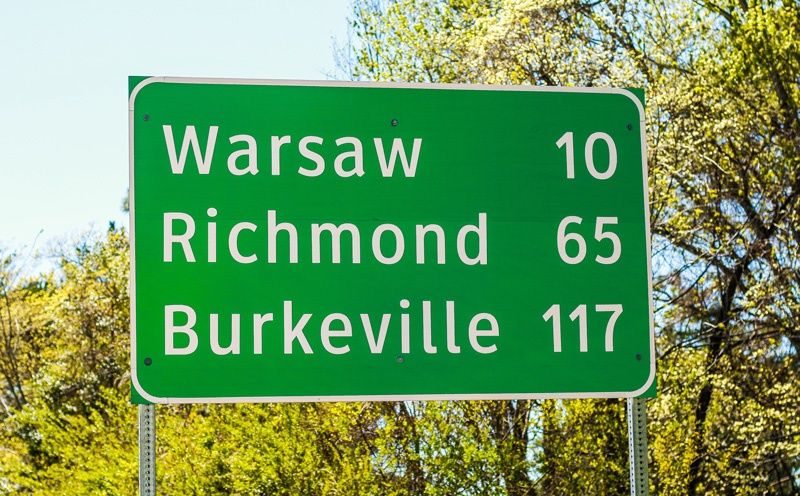 Warsaw 10
Richmond 65
Burkeville 117